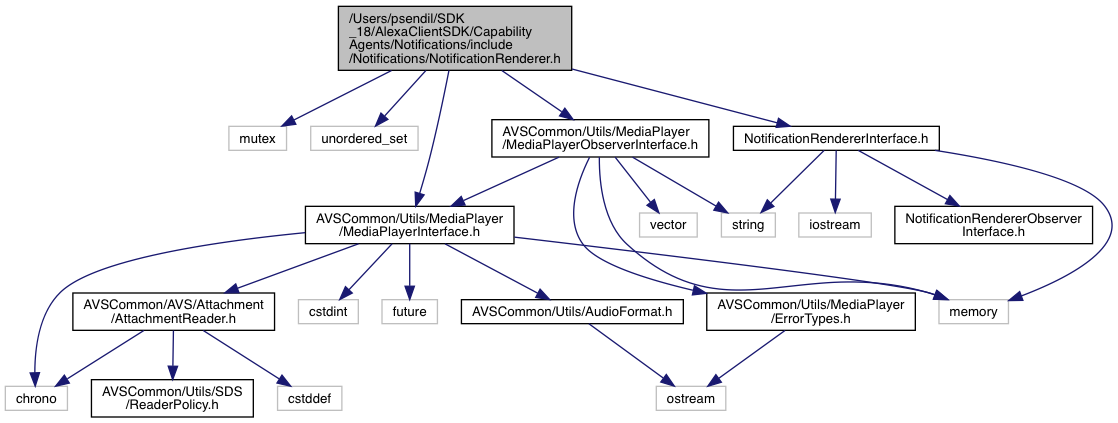 /Users/psendil/SDK
_18/AlexaClientSDK/Capability
Agents/Notifications/include
/Notifications/NotificationRenderer.h
mutex
unordered_set
AVSCommon/Utils/MediaPlayer
/MediaPlayerObserverInterface.h
NotificationRendererInterface.h
AVSCommon/Utils/MediaPlayer
/MediaPlayerInterface.h
vector
string
iostream
NotificationRendererObserver
Interface.h
AVSCommon/AVS/Attachment
/AttachmentReader.h
cstdint
future
AVSCommon/Utils/AudioFormat.h
AVSCommon/Utils/MediaPlayer
/ErrorTypes.h
memory
chrono
AVSCommon/Utils/SDS
/ReaderPolicy.h
cstddef
ostream